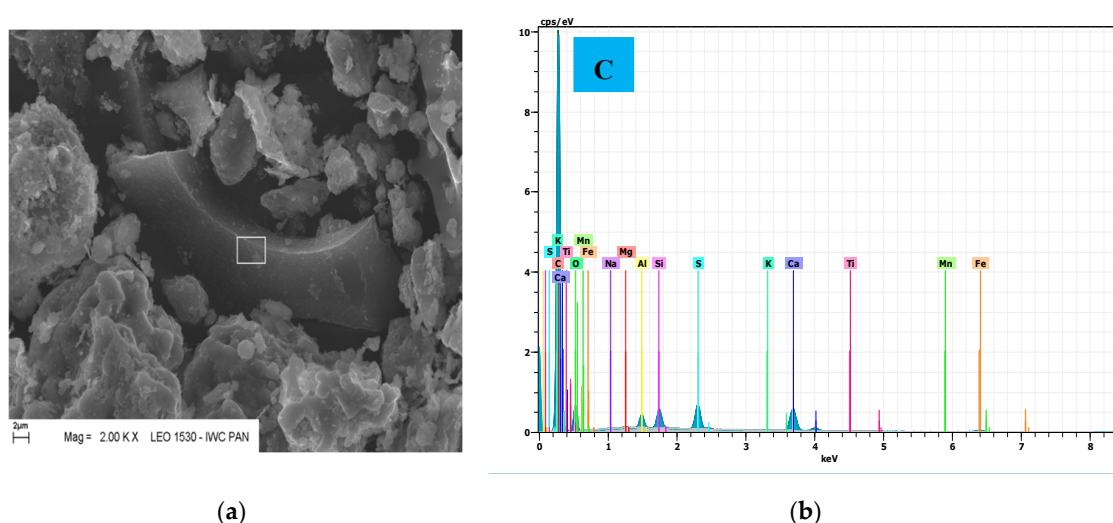 2µm
Mag = 2.00 K X LEO 1530 - IWC PAN
(a)
cps/eV
C
10
8
6
4
2
0
K Mn
S Ti Fe Mg
C O Na Al Si S K Ca Ti Mn Fe
Ca
0 1 2 3 4 5 6 7 8
keV
(b)